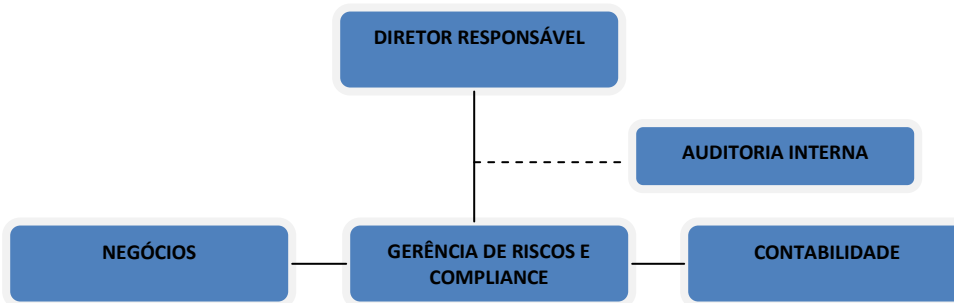 DIRETOR RESPONSÁVEL
AUDITORIA INTERNA
NEGÓCIOS
GERÊNCIA DE RISCOS E
COMPLIANCE
CONTABILIDADE